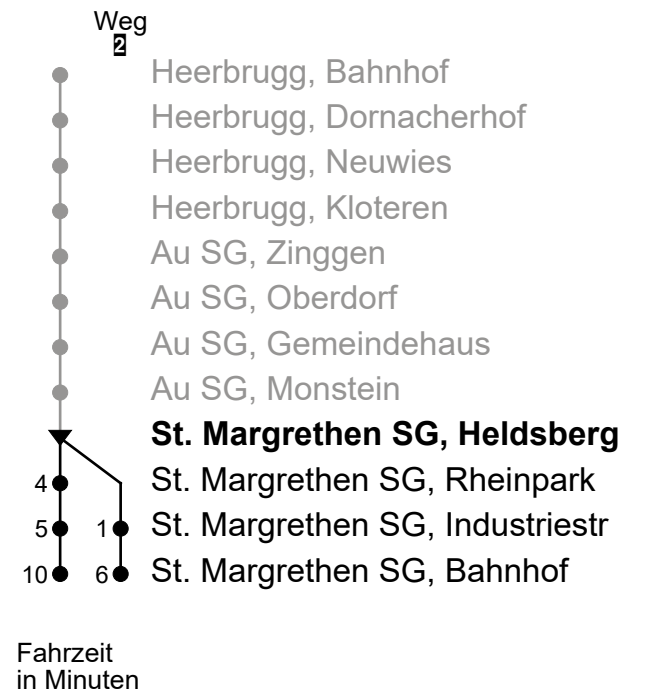 Weg
2
Heerbrugg, Bahnhof
Heerbrugg, Dornacherhof
Heerbrugg, Neuwies
Heerbrugg, Kloteren
Au SG, Zinggen
Au SG, Oberdorf
Au SG, Gemeindehaus
Au SG, Monstein
St. Margrethen SG, Heldsberg
4 St. Margrethen SG, Rheinpark
5 1 St. Margrethen SG, Industriestr
10 6 St. Margrethen SG, Bahnhof
Fahrzeit
in Minuten